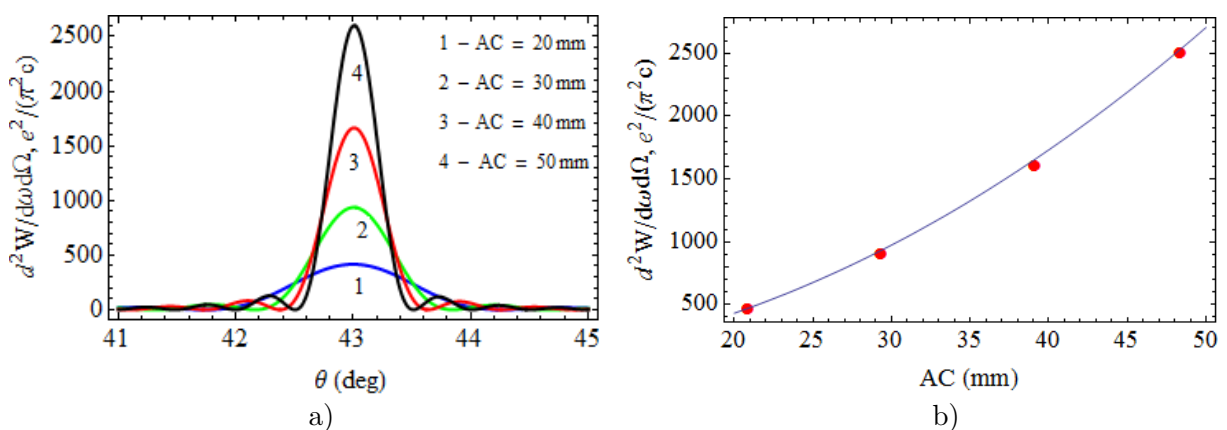 d²W/dωdΩ, e²/(π²c)
2500
2000
1500
1000
500
0
1 – AC = 20 mm
2 – AC = 30 mm
3 – AC = 40 mm
4 – AC = 50 mm
4
3
2
1
41 42 43 44 45
θ (deg)
a)
d²W/dωdΩ, e²/(π²c)
2500
2000
1500
1000
500
20 25 30 35 40 45 50
AC (mm)
b)